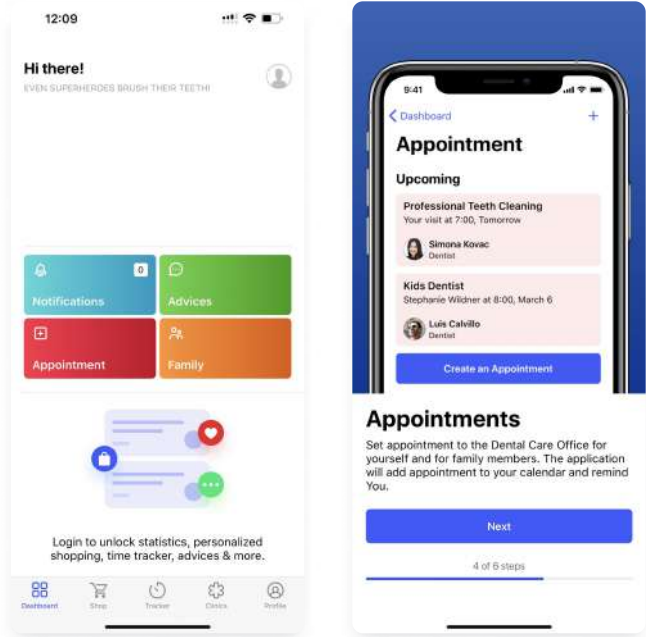 12:09
Hi there!
EVEN SUPERHEROES BRUSH THEIR TEETH!
0
Notifications
Advices
Appointment
Family
Login to unlock statistics, personalized
shopping, time tracker, advices & more.
Dashboard
Shop
Tracker
Clinics
Profile
9:41
Dashboard
+
Appointment
Upcoming
Professional Teeth Cleaning
Your visit at 7:00, Tomorrow
Simona Kovac
Dentist
Kids Dentist
Stephanie Wildner at 8:00, March 6
Luis Calvillo
Dentist
Create an Appointment
Appointments
Set appointment to the Dental Care Office for
yourself and for family members. The application
will add appointment to your calendar and remind
You.
Next
4 of 6 steps